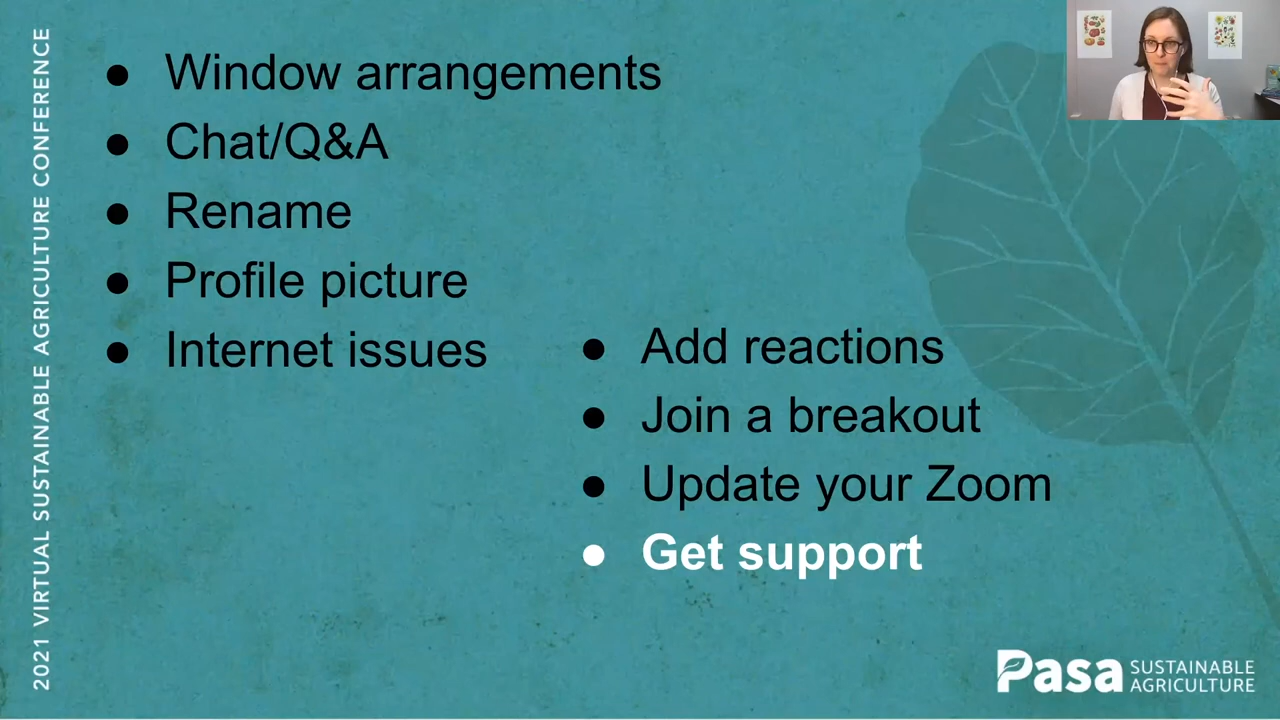 2021 VIRTUAL SUSTAINABLE AGRICULTURE CONFERENCE
● Window arrangements
● Chat/Q&A
● Rename
● Profile picture
● Internet issues
● Add reactions
● Join a breakout
● Update your Zoom
● Get support
Pasa SUSTAINABLE
AGRICULTURE